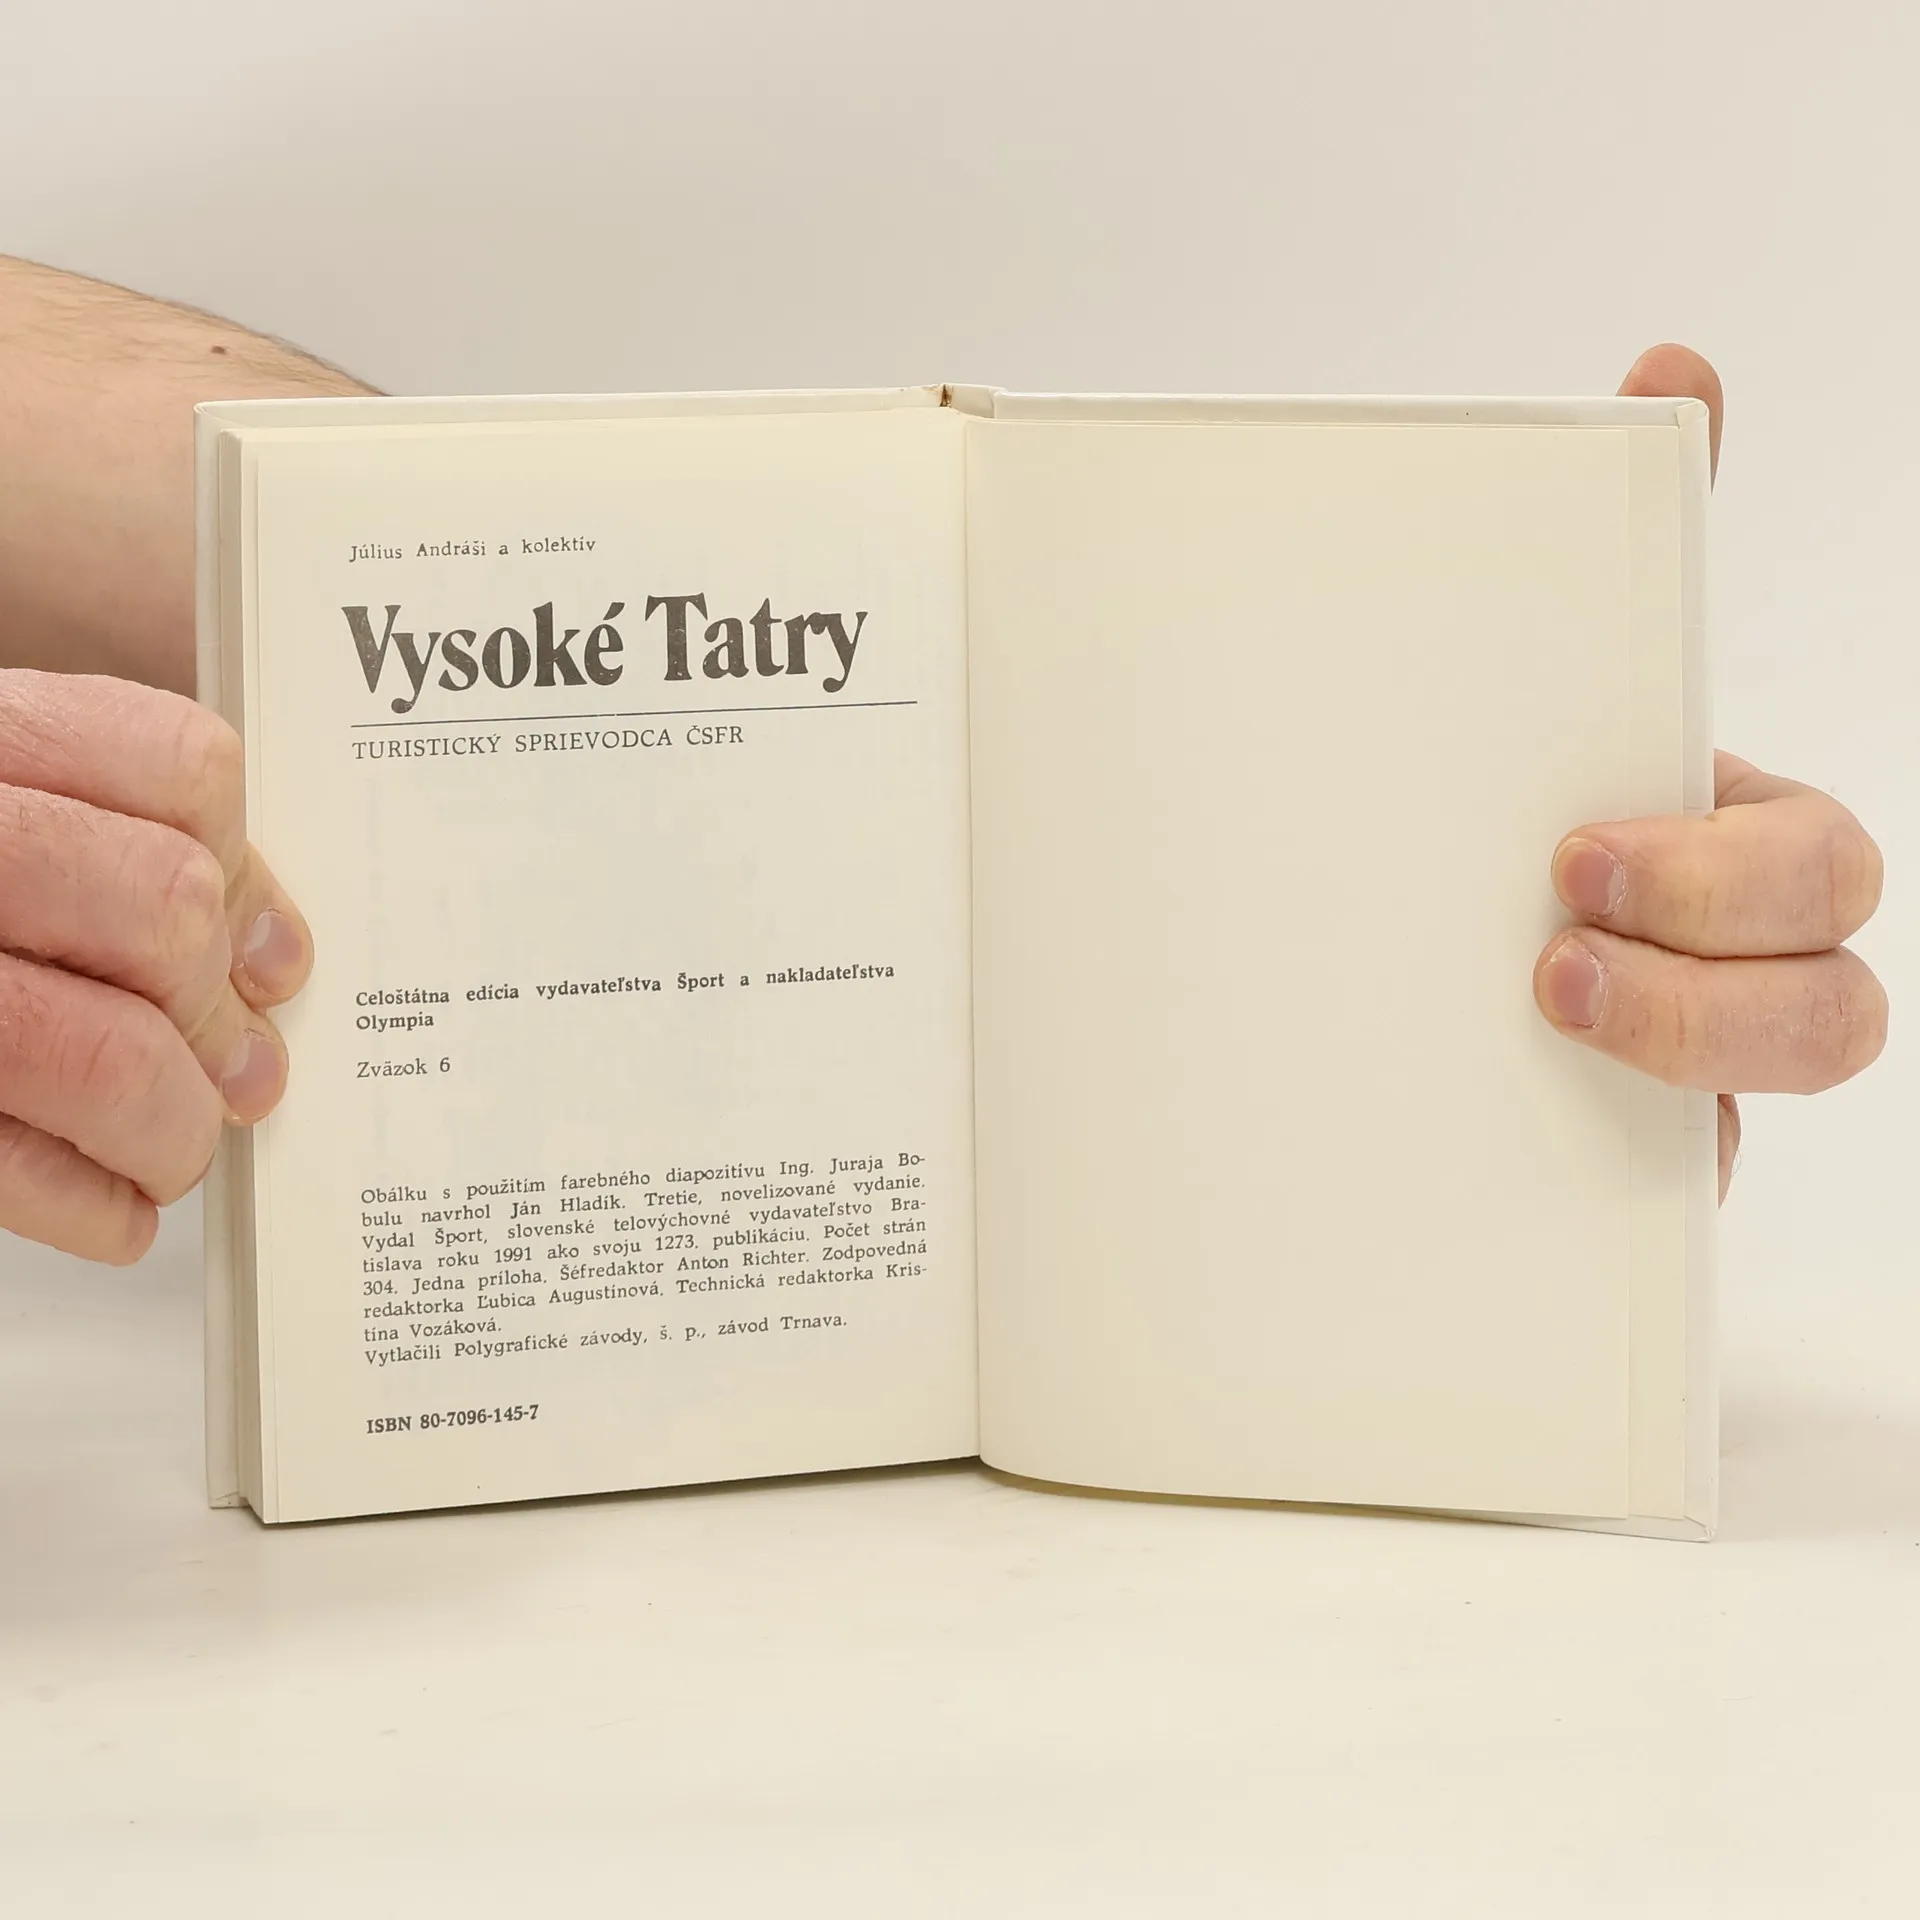 Július Andráši a kolektív
Vysoké Tatry
TURISTICKÝ SPRIEVODCA ČSFR
Celoštátna edícia vydavateľstva Šport a nakladateľstva
Olympia
Zväzok 6
Obálku s použitím farebného diapozitívu Ing. Juraja Bo-
bulu navrhol Ján Hladík. Tretie, novelizované vydanie.
Vydal Šport, slovenské telovýchovné vydavateľstvo Bra-
tislava roku 1991 ako svoju 1273. publikáciu. Počet strán
304. Jedna príloha. Šéfredaktor Anton Richter. Zodpovedná
redaktorka Ľubica Augustínová. Technická redaktorka Kris-
tína Vozáková.
Vytlačili Polygrafické závody, š. p., závod Trnava.
ISBN 80-7096-145-7